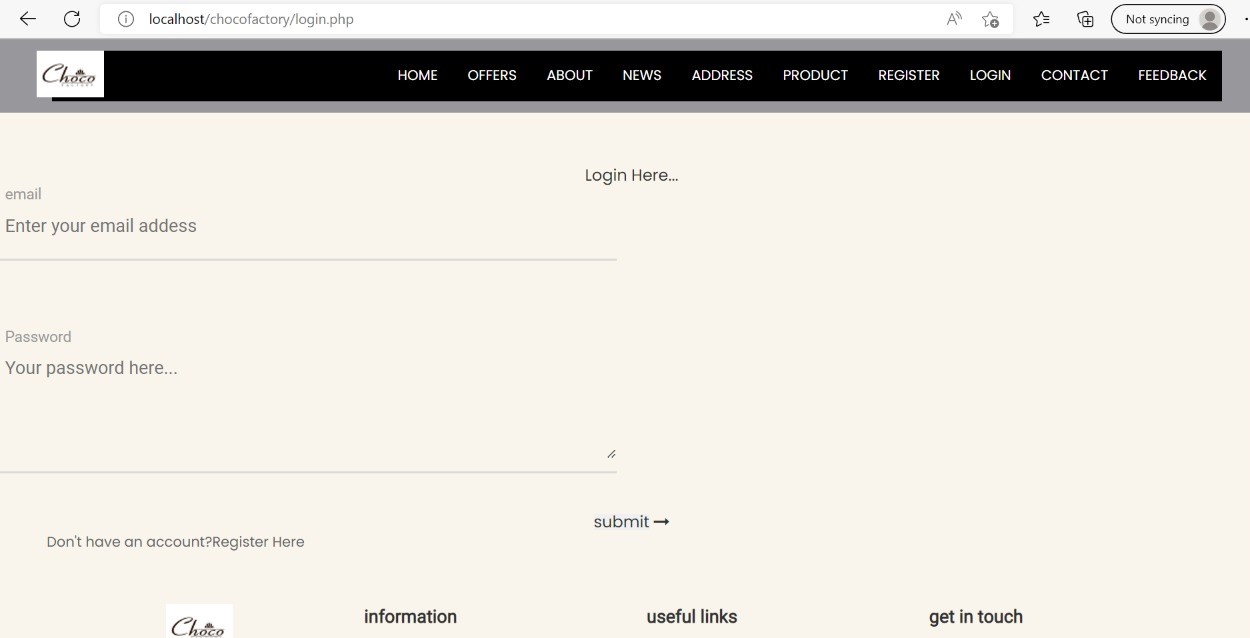 localhost/chocofactory/login.php
Not syncing
Choco
HOME OFFERS ABOUT NEWS ADDRESS PRODUCT REGISTER LOGIN CONTACT FEEDBACK
Login Here...
email
Enter your email addess
Password
Your password here...
submit
Don't have an account?Register Here
Choco
information useful links get in touch